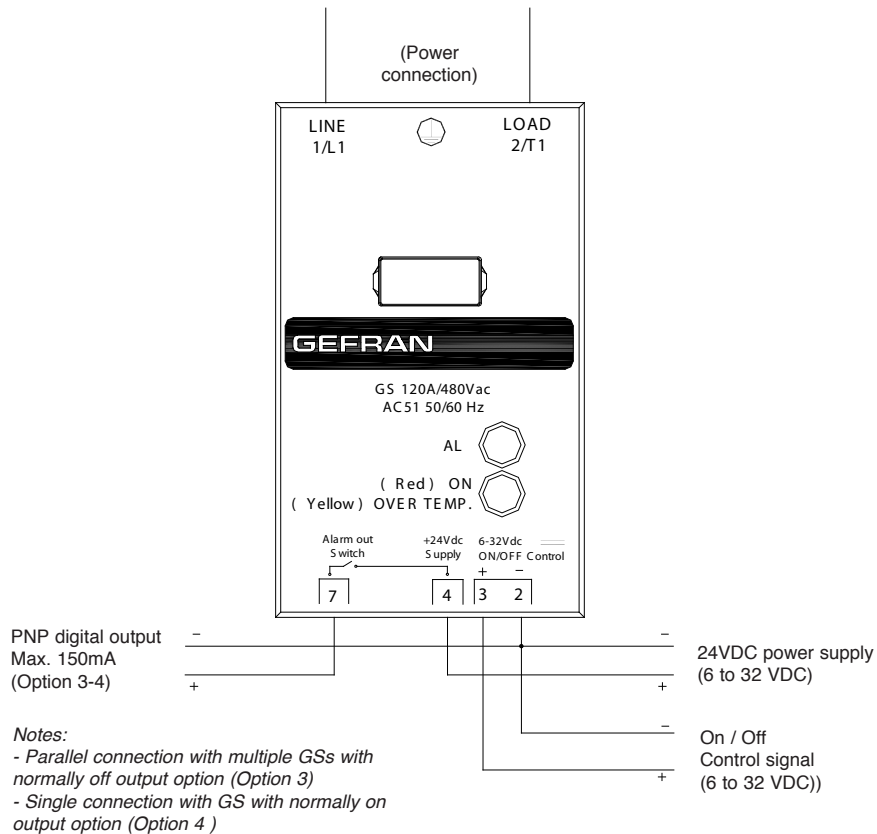 (Power
connection)
LINE
1/L1
LOAD
2/T1
GEFRAN
GS 120A/480Vac
AC51 50/60 Hz
AL
( Red ) ON
( Yellow ) OVER TEMP.
Alarm out
Switch
+24Vdc
Supply
6-32Vdc
ON/OFF Control
+ −
7
4
3 2
PNP digital output
Max. 150mA
(Option 3-4)
−
+
−
+
24VDC power supply
(6 to 32 VDC)
−
+
On / Off
Control signal
(6 to 32 VDC))
Notes:
- Parallel connection with multiple GSs with
normally off output option (Option 3)
- Single connection with GS with normally on
output option (Option 4 )